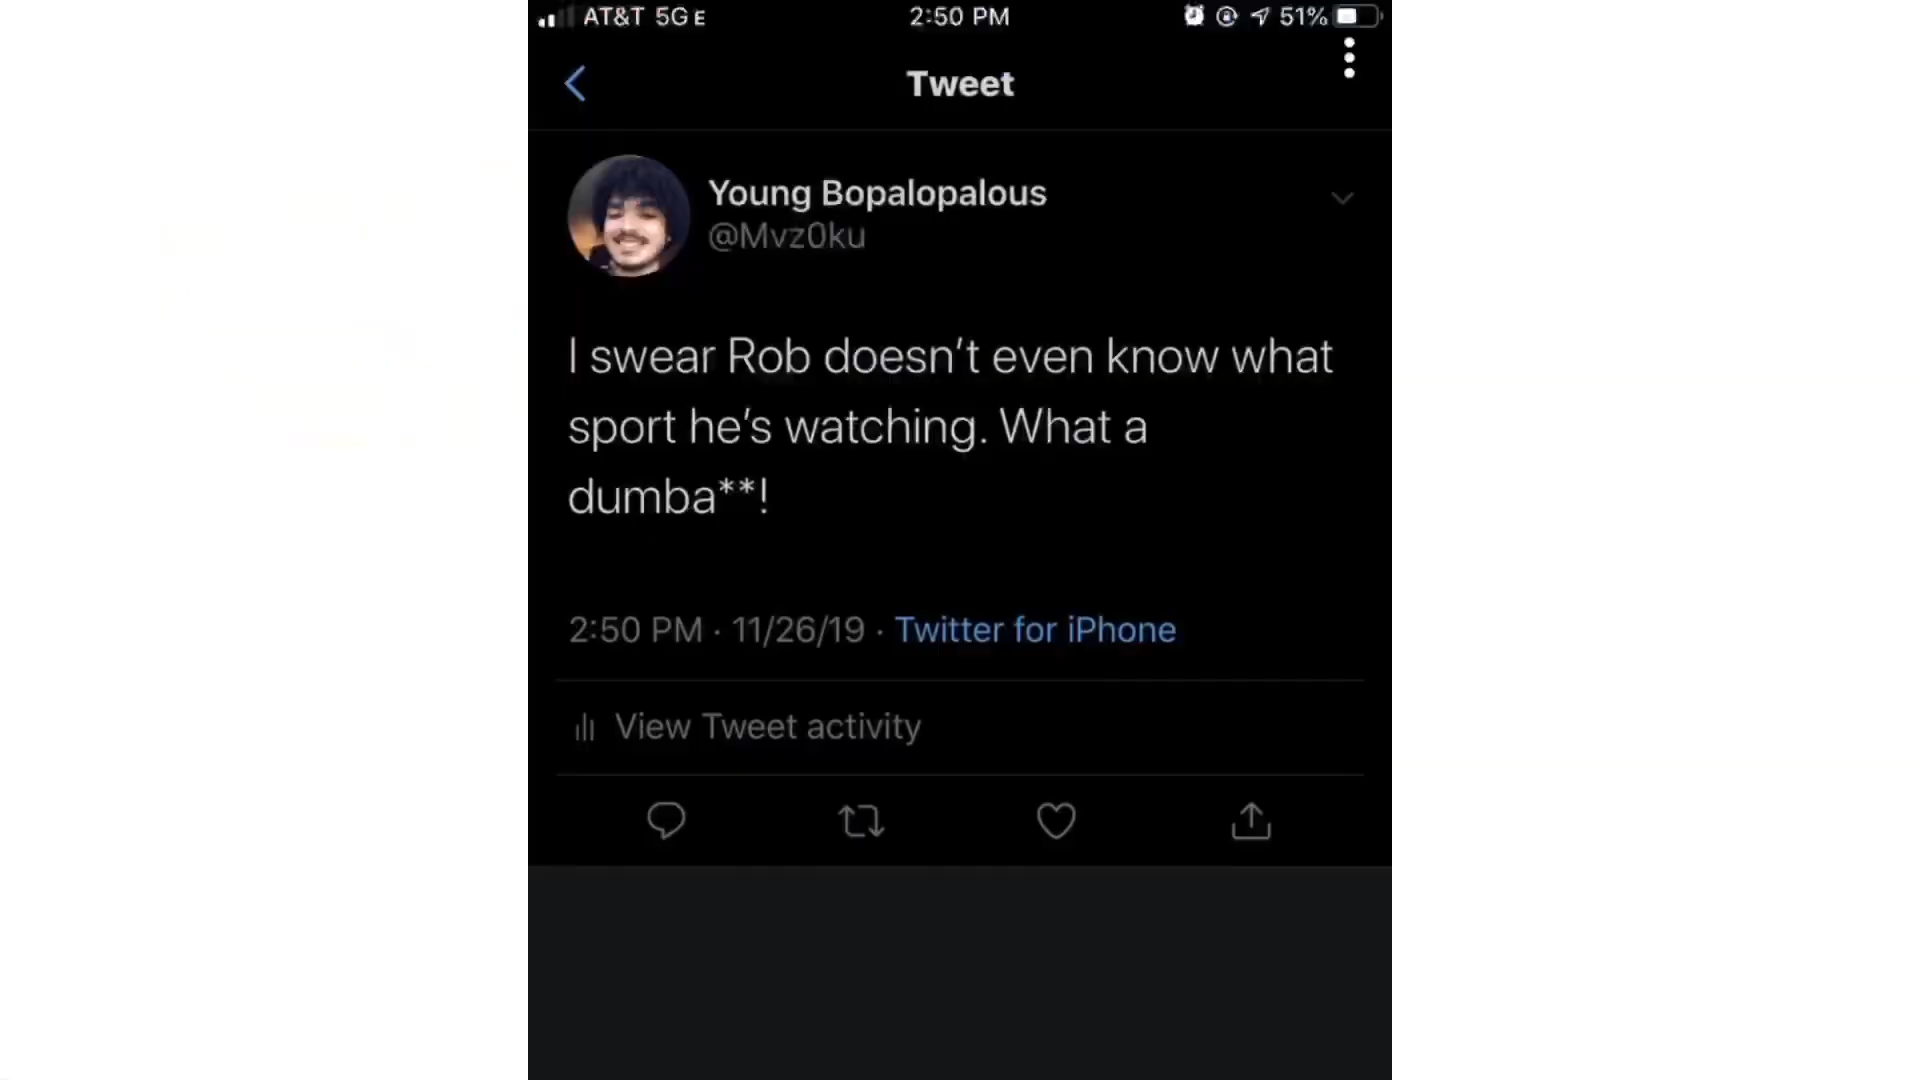 AT&T 5GE 2:50 PM 51%
Tweet
Young Bopalopalous
@Mvz0ku
I swear Rob doesn't even know what
sport he's watching. What a
dumba**!
2:50 PM · 11/26/19 · Twitter for iPhone
View Tweet activity